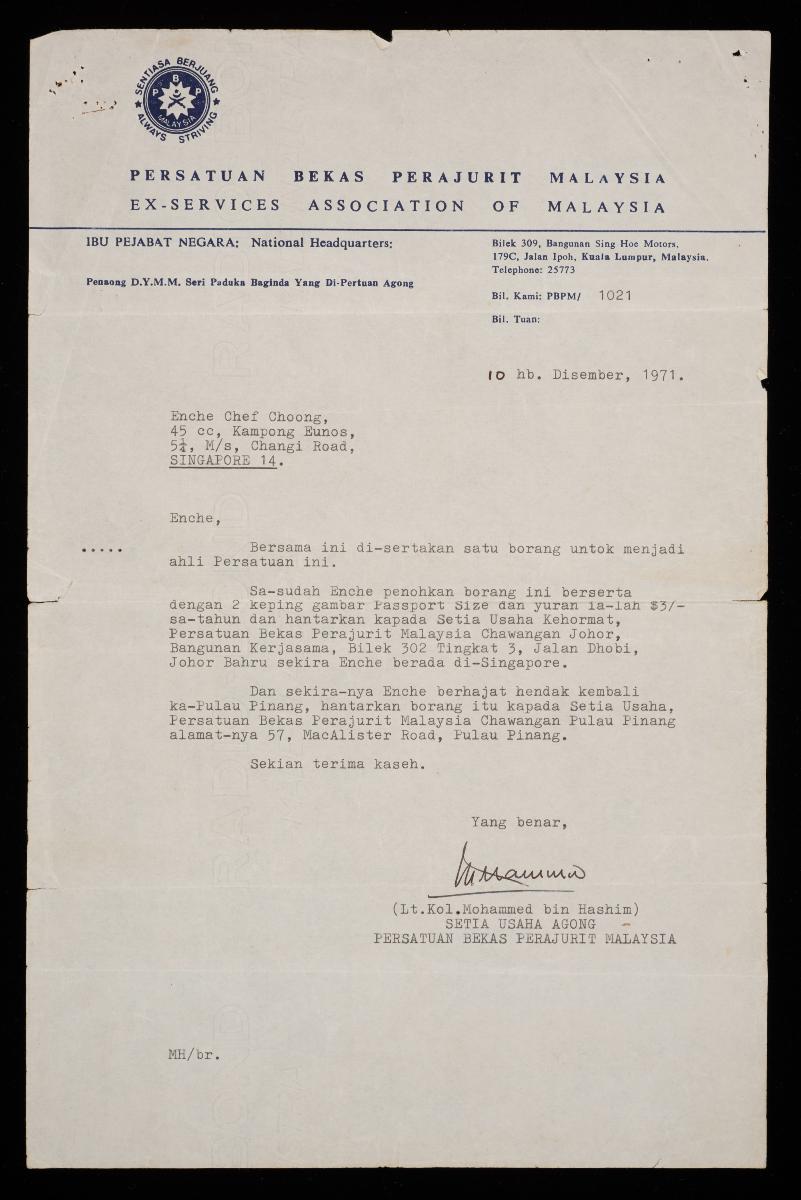 SENTIASA BERJUANG
P B P
MALAYSIA
ALWAYS STRIVING
PERSATUAN BEKAS PERAJURIT MALAYSIA
EX-SERVICES ASSOCIATION OF MALAYSIA
IBU PEJABAT NEGARA: National Headquarters:
Penaong D.Y.M.M. Seri Paduka Baginda Yang Di-Pertuan Agong
Bilek 309, Bangunan Sing Hoe Motors,
179C, Jalan Ipoh, Kuala Lumpur, Malaysia.
Telephone: 25773
Bil. Kami: PBPM/ 1021
Bil. Tuan:
10 hb. Disember, 1971.
Enche Chef Choong,
45 cc, Kampong Eunos,
5¼, M/s, Changi Road,
SINGAPORE 14.
Enche,
..... Bersama ini di-sertakan satu borang untok menjadi
ahli Persatuan ini.
Sa-sudah Enche penohkan borang ini berserta
dengan 2 keping gambar Passport Size dan yuran ia-lah $3/-
sa-tahun dan hantarkan kapada Setia Usaha Kehormat,
Persatuan Bekas Perajurit Malaysia Chawangan Johor,
Bangunan Kerjasama, Bilek 302 Tingkat 3, Jalan Dhobi,
Johor Bahru sekira Enche berada di-Singapore.
Dan sekira-nya Enche berhajat hendak kembali
ka-Pulau Pinang, hantarkan borang itu kapada Setia Usaha,
Persatuan Bekas Perajurit Malaysia Chawangan Pulau Pinang
alamat-nya 57, MacAlister Road, Pulau Pinang.
Sekian terima kaseh.
Yang benar,
(Lt.Kol.Mohammed bin Hashim)
SETIA USAHA AGONG -
PERSATUAN BEKAS PERAJURIT MALAYSIA
MH/br.